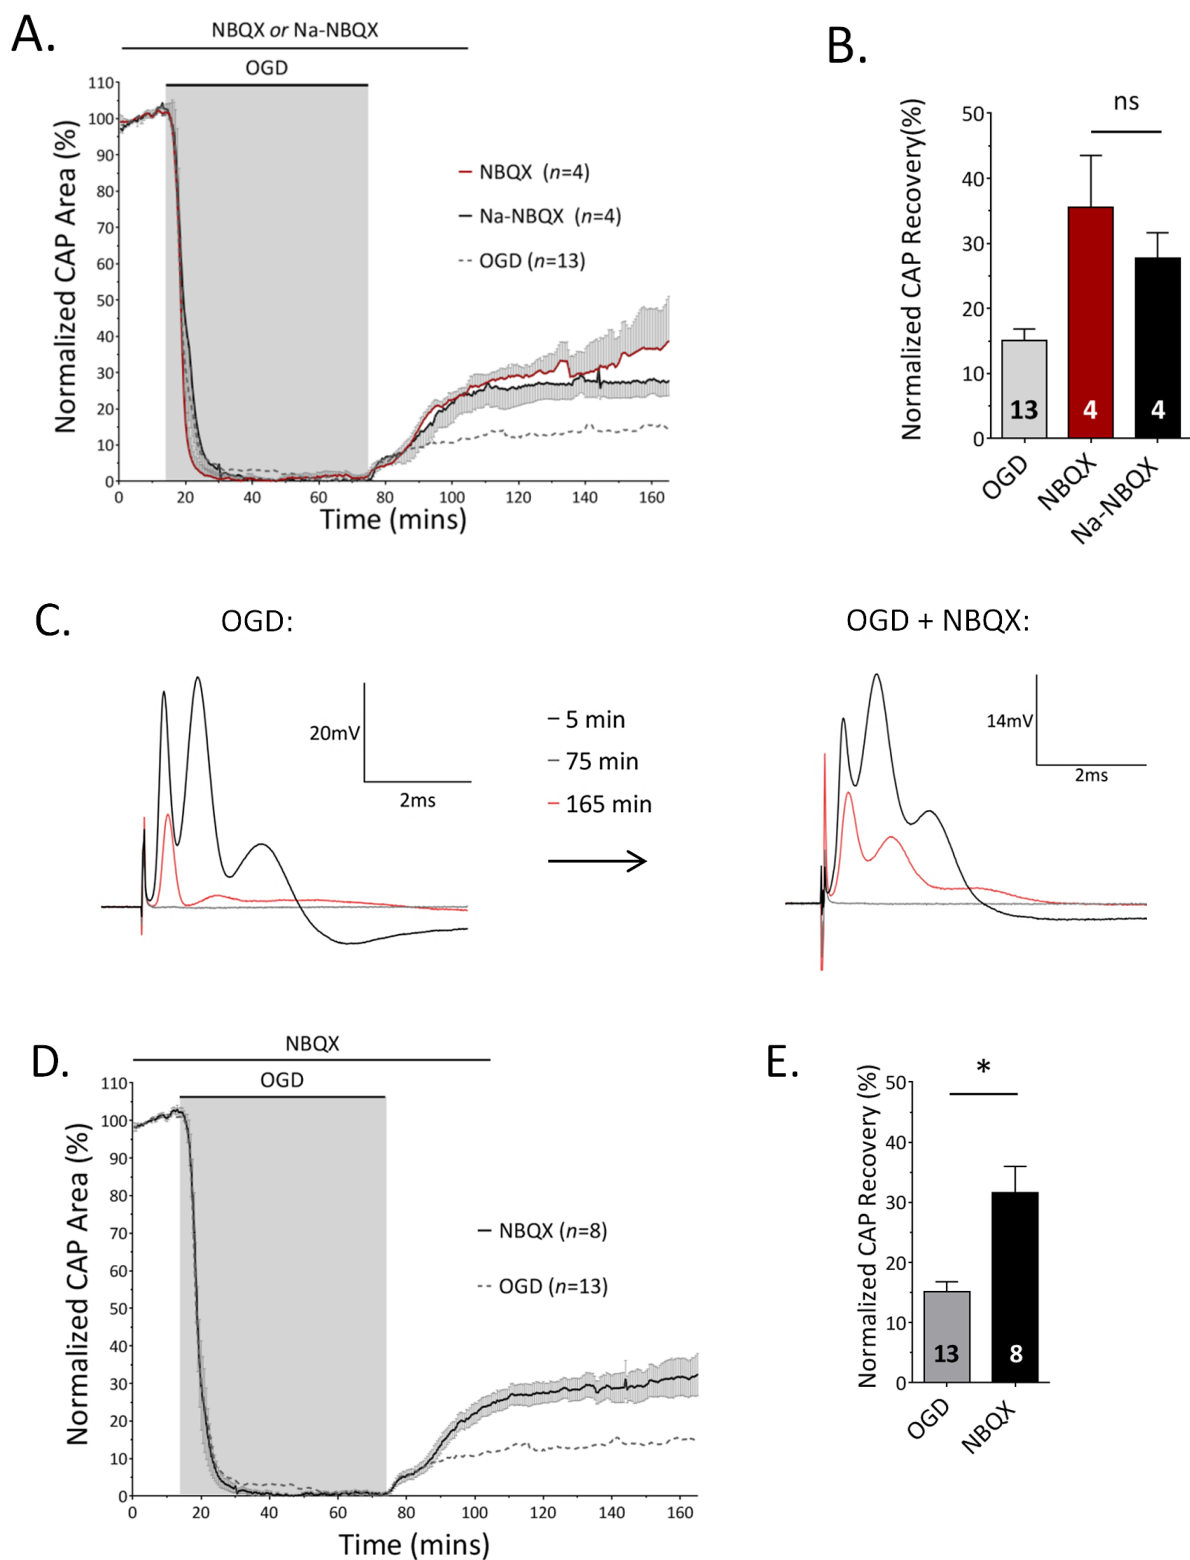 A.
NBQX or Na-NBQX
OGD
Normalized CAP Area (%)
110
100
90
80
70
60
50
40
30
20
10
0
0 20 40 60 80 100 120 140 160
Time (mins)
NBQX (n=4)
Na-NBQX (n=4)
OGD (n=13)
B.
Normalized CAP Recovery(%)
50
40
30
20
10
0
ns
13 4 4
OGD NBQX Na-NBQX
C.
OGD:
20mV
2ms
5 min
75 min
165 min
OGD + NBQX:
14mV
2ms
D.
NBQX
OGD
Normalized CAP Area (%)
110
100
90
80
70
60
50
40
30
20
10
0
0 20 40 60 80 100 120 140 160
Time (mins)
NBQX (n=8)
OGD (n=13)
E.
Normalized CAP Recovery (%)
50
40
30
20
10
0
*
13 8
OGD NBQX